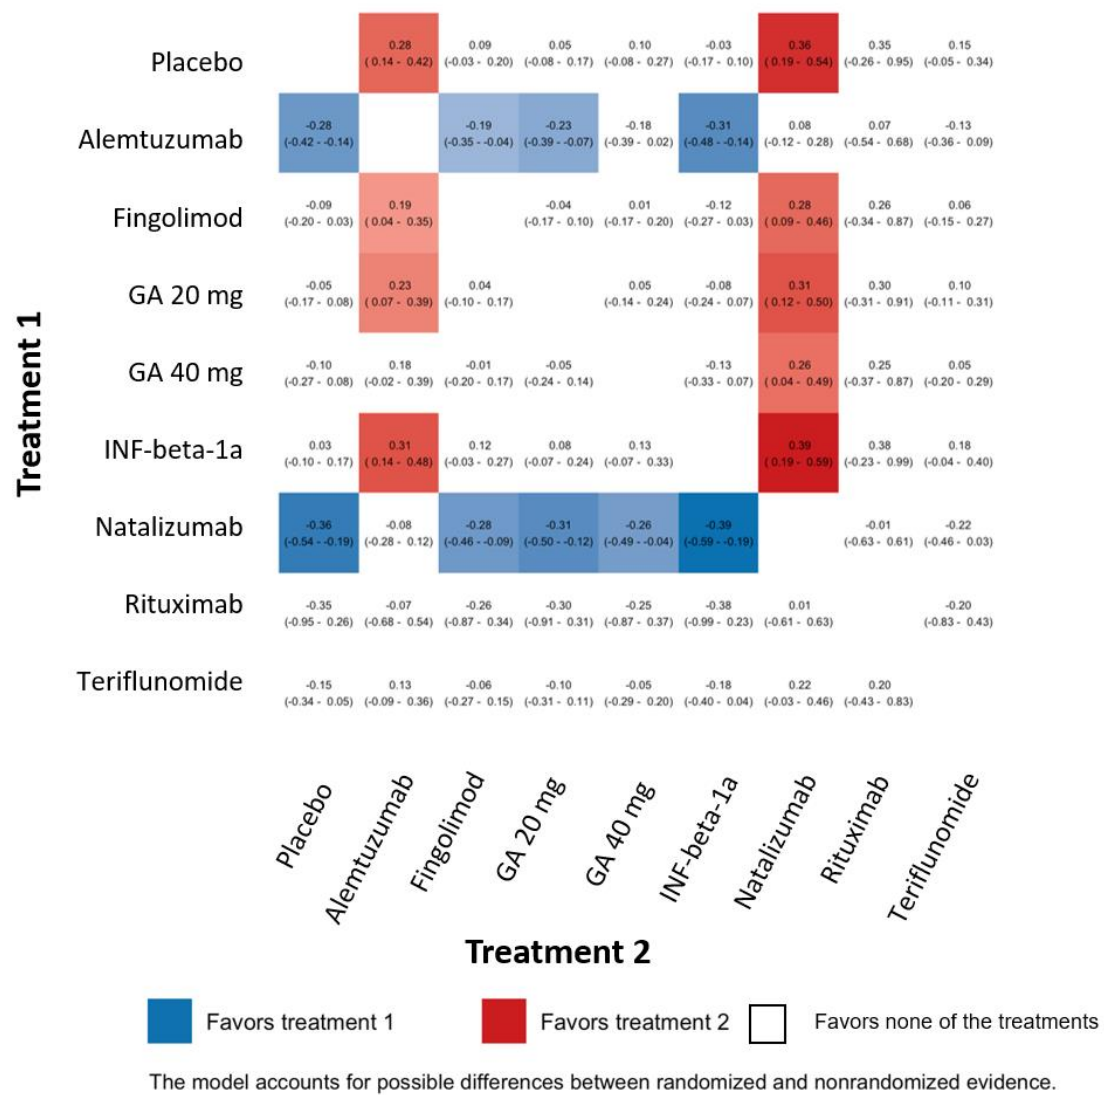 0.28 0.09 0.05 0.10 -0.03 0.36 0.35 0.15
Placebo ( 0.14 - 0.42) (-0.03 - 0.20) (-0.08 - 0.17) (-0.08 - 0.27) (-0.17 - 0.10) ( 0.19 - 0.54) (-0.26 - 0.95) (-0.05 - 0.34)
-0.28 -0.19 -0.23 -0.18 -0.31 0.08 0.07 -0.13
Alemtuzumab (-0.42 - -0.14) (-0.35 - -0.04) (-0.39 - -0.07) (-0.39 - 0.02) (-0.48 - -0.14) (-0.12 - 0.28) (-0.54 - 0.68) (-0.36 - 0.09)
-0.09 0.19 -0.04 0.01 -0.12 0.28 0.26 0.06
Fingolimod (-0.20 - 0.03) ( 0.04 - 0.35) (-0.17 - 0.10) (-0.17 - 0.20) (-0.27 - 0.03) ( 0.09 - 0.46) (-0.34 - 0.87) (-0.15 - 0.27)
-0.05 0.23 0.04 0.05 -0.08 0.31 0.30 0.10
GA 20 mg (-0.17 - 0.08) ( 0.07 - 0.39) (-0.10 - 0.17) (-0.14 - 0.24) (-0.24 - 0.07) ( 0.12 - 0.50) (-0.31 - 0.91) (-0.11 - 0.31)
-0.10 0.18 -0.01 -0.05 -0.13 0.26 0.25 0.05
GA 40 mg (-0.27 - 0.08) (-0.02 - 0.39) (-0.20 - 0.17) (-0.24 - 0.14) (-0.33 - 0.07) ( 0.04 - 0.49) (-0.37 - 0.87) (-0.20 - 0.29)
0.03 0.31 0.12 0.08 0.13 0.39 0.38 0.18
INF-beta-1a (-0.10 - 0.17) ( 0.14 - 0.48) (-0.03 - 0.27) (-0.07 - 0.24) (-0.07 - 0.33) ( 0.19 - 0.59) (-0.23 - 0.99) (-0.04 - 0.40)
-0.36 -0.08 -0.28 -0.31 -0.26 -0.39 -0.01 -0.22
Natalizumab (-0.54 - -0.19) (-0.28 - 0.12) (-0.46 - -0.09) (-0.50 - -0.12) (-0.49 - -0.04) (-0.59 - -0.19) (-0.63 - 0.61) (-0.46 - 0.03)
-0.35 -0.07 -0.26 -0.30 -0.25 -0.38 0.01 -0.20
Rituximab (-0.95 - 0.26) (-0.68 - 0.54) (-0.87 - 0.34) (-0.91 - 0.31) (-0.87 - 0.37) (-0.99 - 0.23) (-0.61 - 0.63) (-0.83 - 0.43)
-0.15 0.13 -0.06 -0.10 -0.05 -0.18 0.22 0.20
Teriflunomide (-0.34 - 0.05) (-0.09 - 0.36) (-0.27 - 0.15) (-0.31 - 0.11) (-0.29 - 0.20) (-0.40 - 0.04) (-0.03 - 0.46) (-0.43 - 0.83)
Treatment 1
Placebo
Alemtuzumab
Fingolimod
GA 20 mg
GA 40 mg
INF-beta-1a
Natalizumab
Rituximab
Teriflunomide
Treatment 2
Favors treatment 1 Favors treatment 2 Favors none of the treatments
The model accounts for possible differences between randomized and nonrandomized evidence.